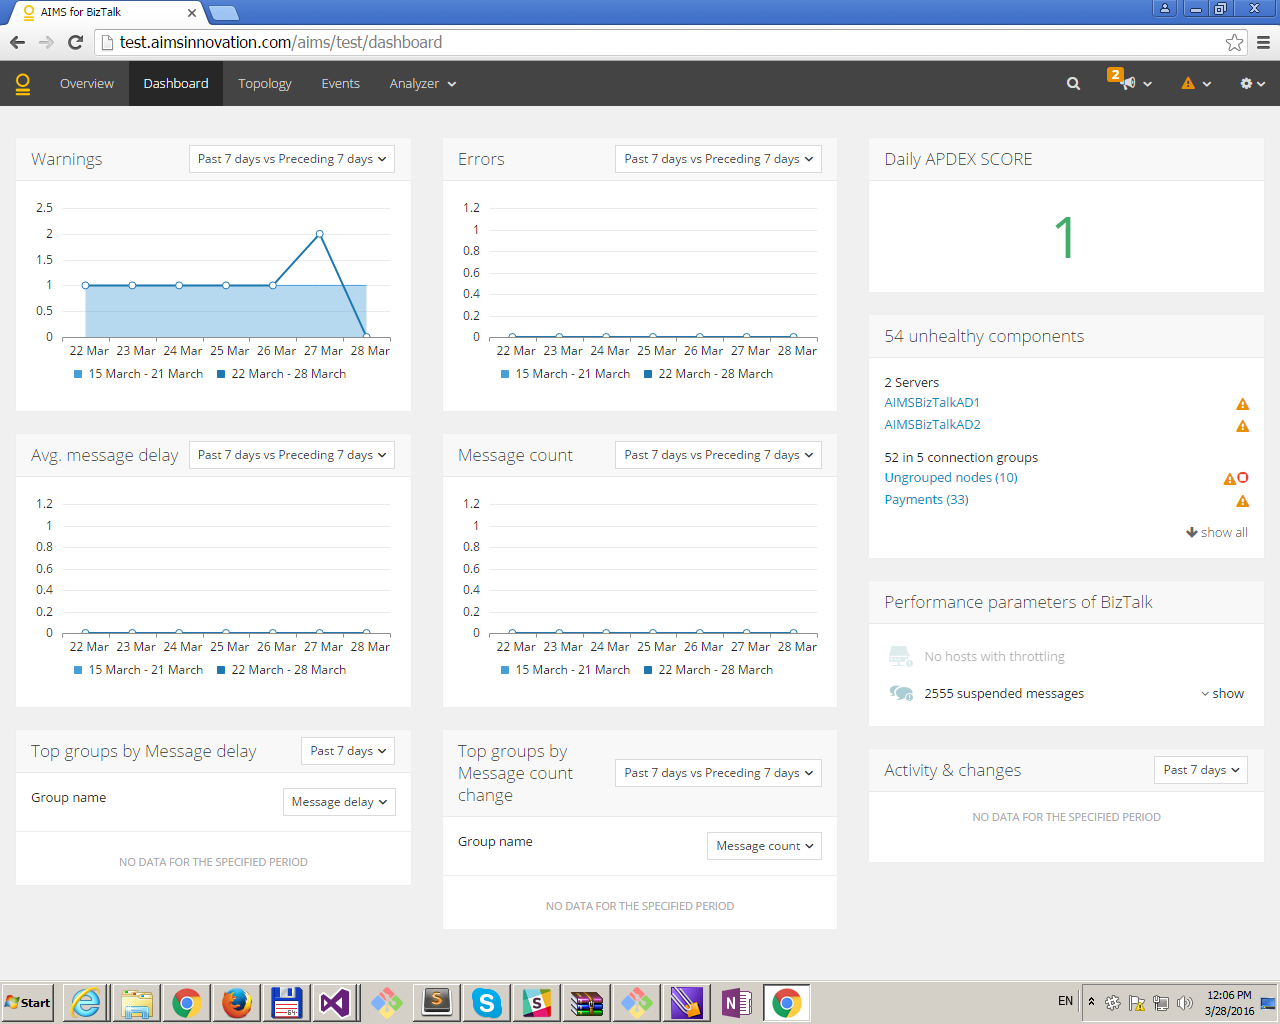 AIMS for BizTalk
test.aimsinnovation.com/aims/test/dashboard
Overview
Dashboard
Topology
Events
Analyzer
2
Warnings
Past 7 days vs Preceding 7 days
2.5
2
1.5
1
0.5
0
22 Mar 23 Mar 24 Mar 25 Mar 26 Mar 27 Mar 28 Mar
15 March - 21 March 22 March - 28 March
Errors
Past 7 days vs Preceding 7 days
1.2
1
0.8
0.6
0.4
0.2
0
22 Mar 23 Mar 24 Mar 25 Mar 26 Mar 27 Mar 28 Mar
15 March - 21 March 22 March - 28 March
Daily APDEX SCORE
1
54 unhealthy components
2 Servers
AIMSBizTalkAD1
AIMSBizTalkAD2
52 in 5 connection groups
Ungrouped nodes (10)
Payments (33)
show all
Avg. message delay
Past 7 days vs Preceding 7 days
1.2
1
0.8
0.6
0.4
0.2
0
22 Mar 23 Mar 24 Mar 25 Mar 26 Mar 27 Mar 28 Mar
15 March - 21 March 22 March - 28 March
Message count
Past 7 days vs Preceding 7 days
1.2
1
0.8
0.6
0.4
0.2
0
22 Mar 23 Mar 24 Mar 25 Mar 26 Mar 27 Mar 28 Mar
15 March - 21 March 22 March - 28 March
Performance parameters of BizTalk
No hosts with throttling
2555 suspended messages
show
Top groups by Message delay
Past 7 days
Group name
Message delay
NO DATA FOR THE SPECIFIED PERIOD
Top groups by
Message count
change
Past 7 days vs Preceding 7 days
Group name
Message count
NO DATA FOR THE SPECIFIED PERIOD
Activity & changes
Past 7 days
NO DATA FOR THE SPECIFIED PERIOD
Start
64
EN
12:06 PM
3/28/2016